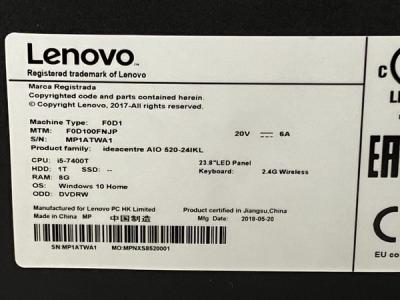 Lenovo
Registered trademark of Lenovo
Marca Registrada
Copyrighted code and parts contained herein.
© Copyright Lenovo, 2017-All rights reserved.
Machine Type: F0D1
MTM: F0D100FNJP 20V 6A
S/N: MP1ATWA1
Product family: ideacentre AIO 520-24IKL
CPU: i5-7400T 23.8"LED Panel
HDD: 1T SSD: -- Keyboard: 2.4G Wireless
RAM: 8G
OS: Windows 10 Home
ODD: DVDRW
Manufactured for Lenovo PC HK Limited Product certified in Jiangsu,China
Made in China MP 中国制造 Mfg Date: 2018-05-20
SN:MP1ATWA1 MO:MPNXS8520001
EAC
EU co